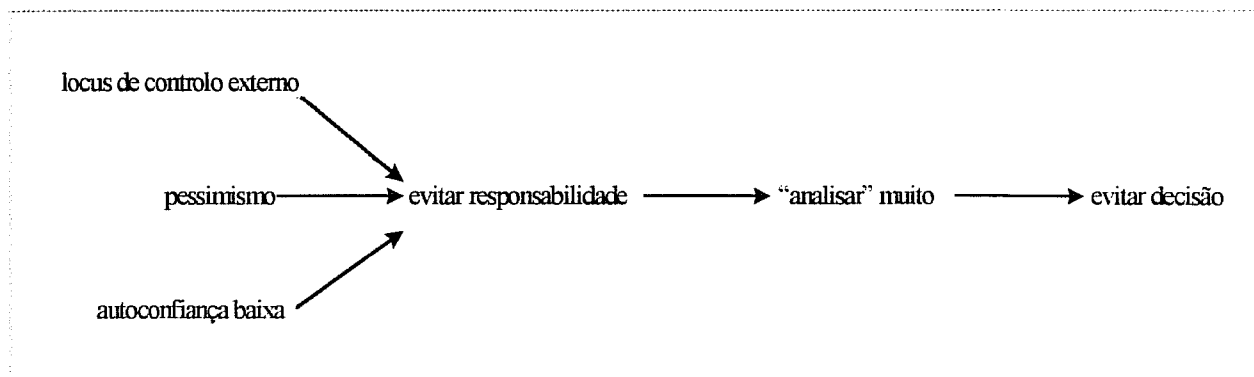 locus de controlo externo
pessimismo
evitar responsabilidade
“analisar” muito
evitar decisão
autoconfiança baixa